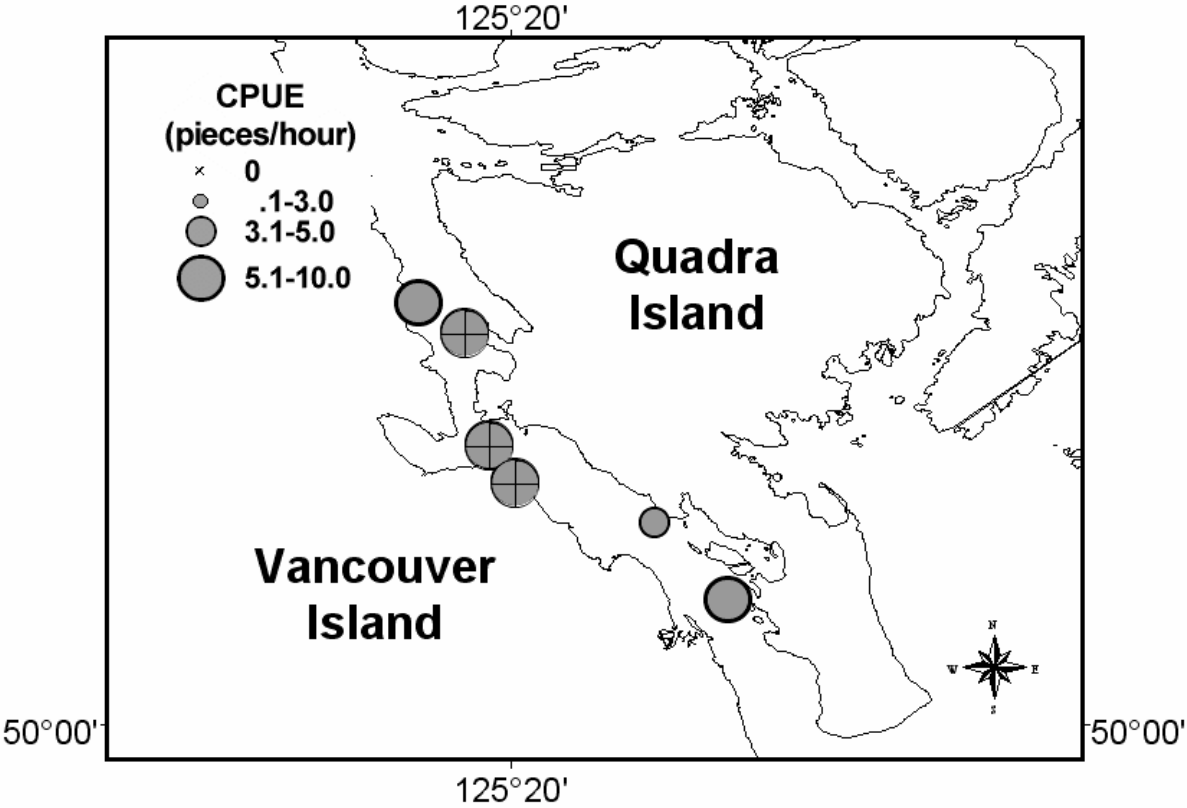 125°20'
CPUE
(pieces/hour)
0
.1-3.0
3.1-5.0
5.1-10.0
Quadra
Island
Vancouver
Island
N
W E
S
50°00' 50°00'
125°20'